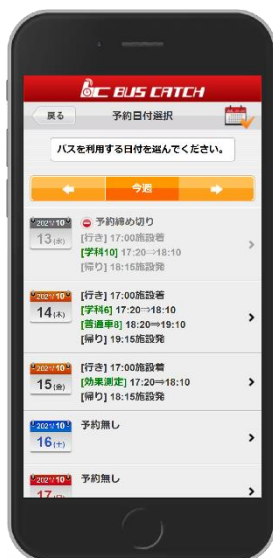 BUS CATCH
戻る 予約日付選択
バスを利用する日付を選んでください。
今週
2021/10
13(水)
予約締め切り
[行き] 17:00施設着
[学科10] 17:20⇒18:10
[帰り] 18:15施設発
2021/10
14(木)
[行き] 17:00施設着
[学科6] 17:20⇒18:10
[普通車8] 18:20⇒19:10
[帰り] 19:15施設発
2021/10
15(金)
[行き] 17:00施設着
[効果測定] 17:20⇒18:10
[帰り] 18:15施設発
2021/10
16(土)
予約無し
2021/10
17(日)
予約無し